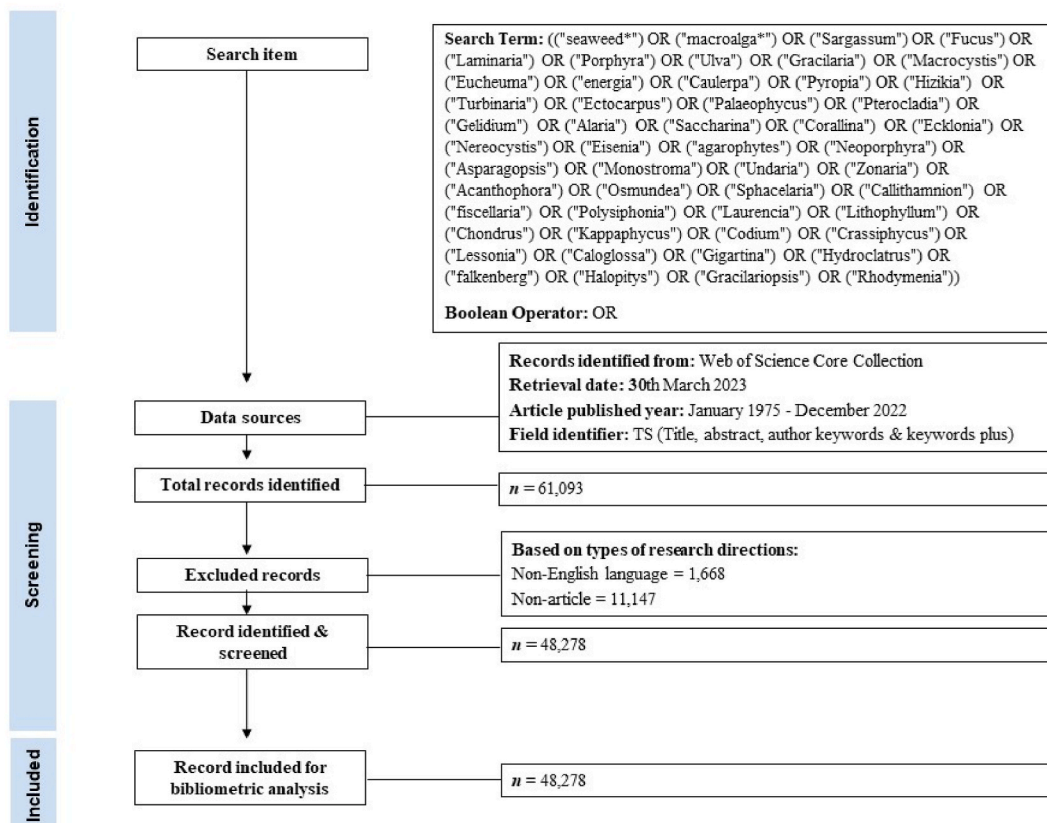 Identification
Search item
Search Term: (("seaweed*") OR ("macroalga*") OR ("Sargassum") OR ("Fucus") OR
("Laminaria") OR ("Porphyra") OR ("Ulva") OR ("Gracilaria") OR ("Macrocystis") OR
("Eucheuma") OR ("energia") OR ("Caulerpa") OR ("Pyropia") OR ("Hizikia") OR
("Turbinaria") OR ("Ectocarpus") OR ("Palaeophycus") OR ("Pterocladia") OR
("Gelidium") OR ("Alaria") OR ("Saccharina") OR ("Corallina") OR ("Ecklonia") OR
("Nereocystis") OR ("Eisenia") OR ("agarophytes") OR ("Neoporphyra") OR
("Asparagopsis") OR ("Monostroma") OR ("Undaria") OR ("Zonaria") OR
("Acanthophora") OR ("Osmundea") OR ("Sphacelaria") OR ("Callithamnion") OR
("fiscellaria") OR ("Polysiphonia") OR ("Laurencia") OR ("Lithophyllum") OR
("Chondrus") OR ("Kappaphycus") OR ("Codium") OR ("Crassiphycus") OR
("Lessonia") OR ("Caloglossa") OR ("Gigartina") OR ("Hydroclatrus") OR
("falkenberg") OR ("Halopitys") OR ("Gracilariopsis") OR ("Rhodymenia"))
Boolean Operator: OR
Screening
Data sources
Records identified from: Web of Science Core Collection
Retrieval date: 30th March 2023
Article published year: January 1975 - December 2022
Field identifier: TS (Title, abstract, author keywords & keywords plus)
Total records identified
n = 61,093
Excluded records
Based on types of research directions:
Non-English language = 1,668
Non-article = 11,147
Record identified &
screened
n = 48,278
Included
Record included for
bibliometric analysis
n = 48,278